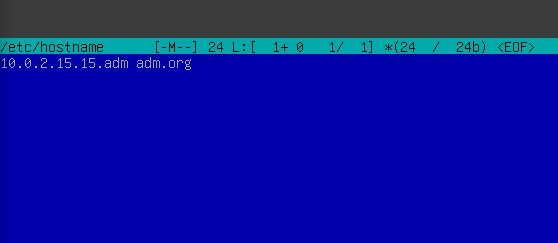 /etc/hostname [-M--] 24 L:[ 1+ 0 1/ 1] *(24 / 24b) <EOF>
10.0.2.15.15.adm adm.org